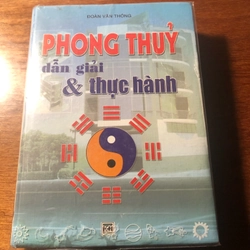 ĐOÀN VĂN THÔNG
PHONG THUỶ
dẫn giải
& thực hành